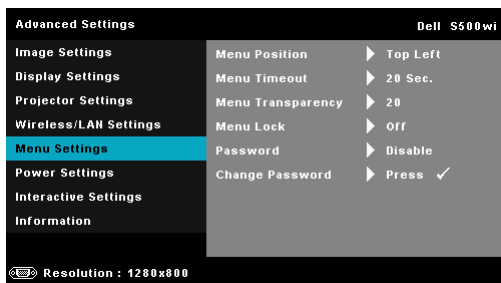 Advanced Settings Dell S500wi
Image Settings Menu Position Top Left
Display Settings Menu Timeout 20 Sec.
Projector Settings Menu Transparency 20
Wireless/LAN Settings Menu Lock Off
Menu Settings Password Disable
Power Settings Change Password Press ✓
Interactive Settings
Information
Resolution : 1280x800